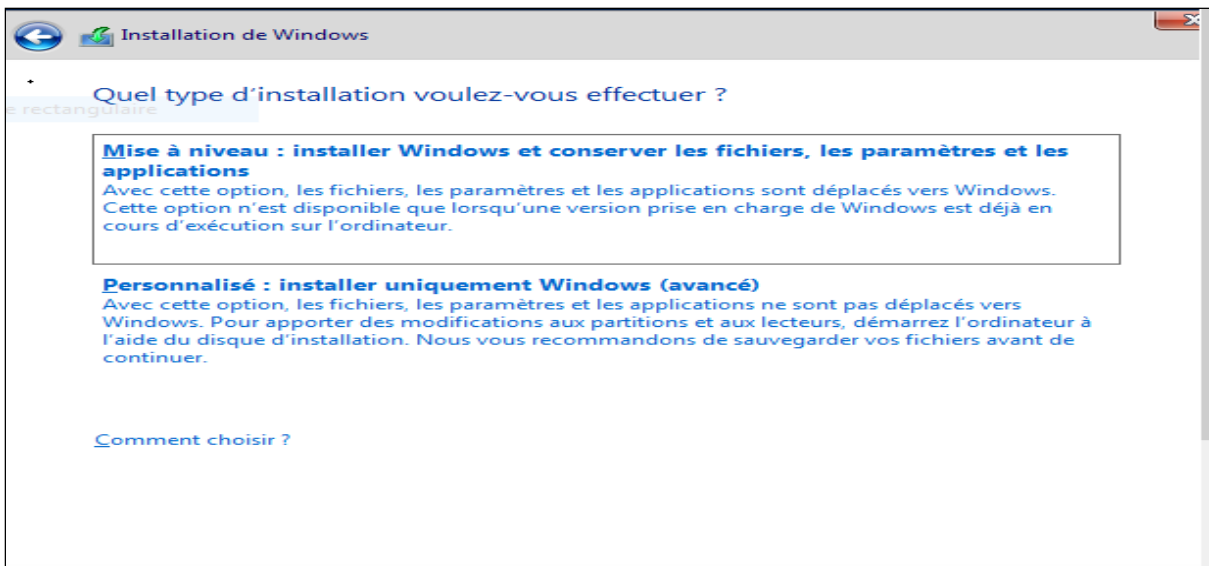 Installation de Windows
Quel type d’installation voulez-vous effectuer ?
e rectangulaire
Mise à niveau : installer Windows et conserver les fichiers, les paramètres et les
applications
Avec cette option, les fichiers, les paramètres et les applications sont déplacés vers Windows.
Cette option n’est disponible que lorsqu’une version prise en charge de Windows est déjà en
cours d’exécution sur l’ordinateur.
Personnalisé : installer uniquement Windows (avancé)
Avec cette option, les fichiers, les paramètres et les applications ne sont pas déplacés vers
Windows. Pour apporter des modifications aux partitions et aux lecteurs, démarrez l’ordinateur à
l’aide du disque d’installation. Nous vous recommandons de sauvegarder vos fichiers avant de
continuer.
Comment choisir ?